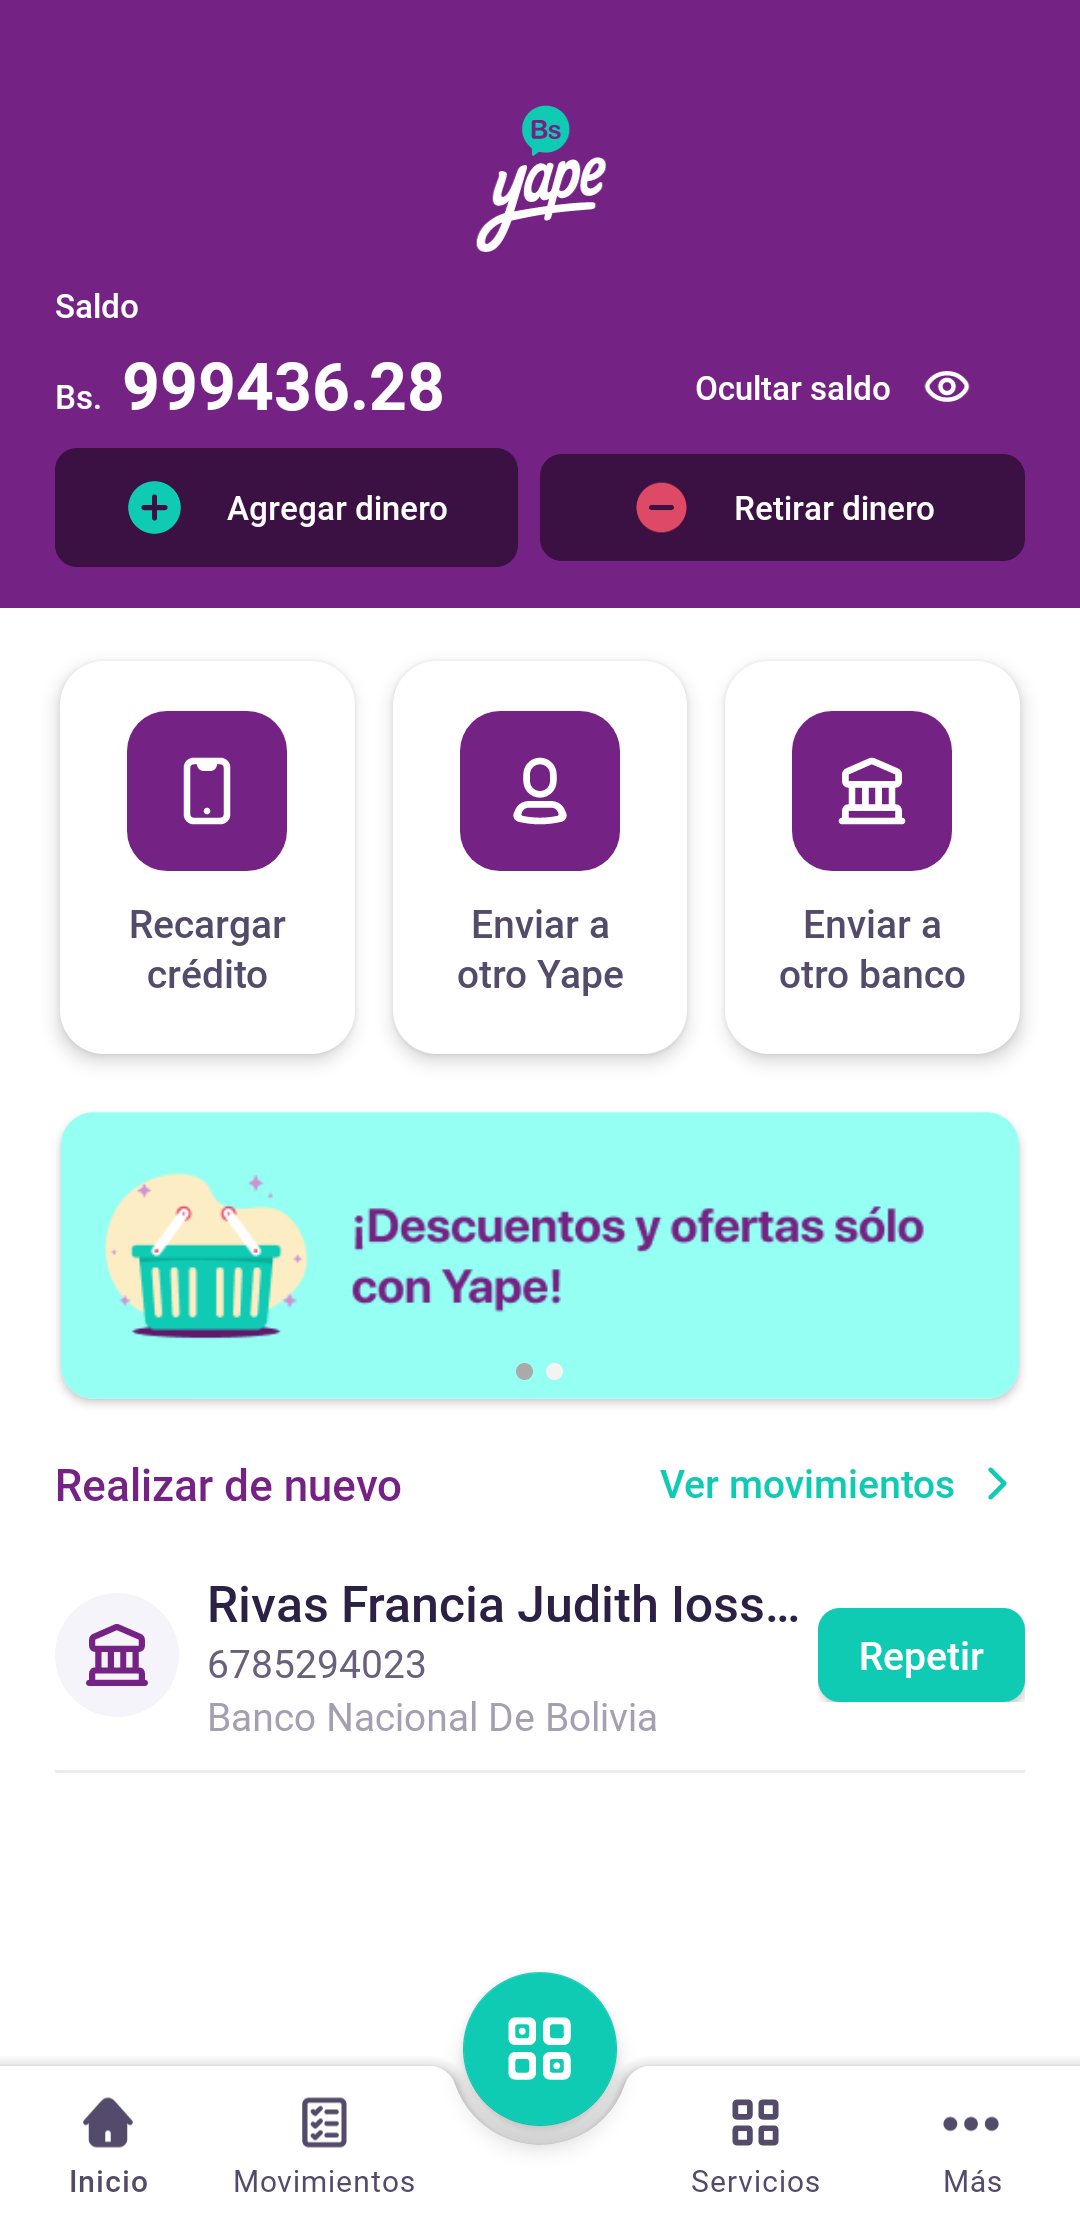 Bs
yape
Saldo
Bs. 999436.28
Ocultar saldo
Agregar dinero
Retirar dinero
Recargar
crédito
Enviar a
otro Yape
Enviar a
otro banco
¡Descuentos y ofertas sólo
con Yape!
Realizar de nuevo
Ver movimientos
Rivas Francia Judith Ioss...
6785294023
Banco Nacional De Bolivia
Repetir
Inicio
Movimientos
Servicios
Más